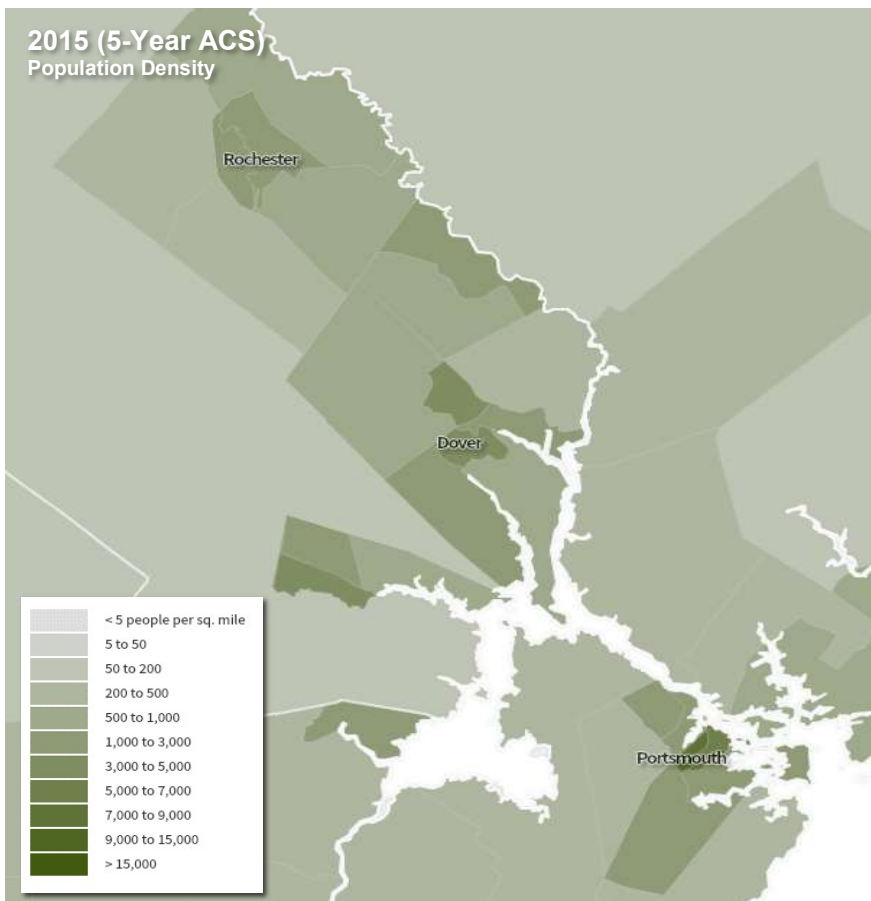 2015 (5-Year ACS)
Population Density
Rochester
Dover
Portsmouth
< 5 people per sq. mile
5 to 50
50 to 200
200 to 500
500 to 1,000
1,000 to 3,000
3,000 to 5,000
5,000 to 7,000
7,000 to 9,000
9,000 to 15,000
> 15,000